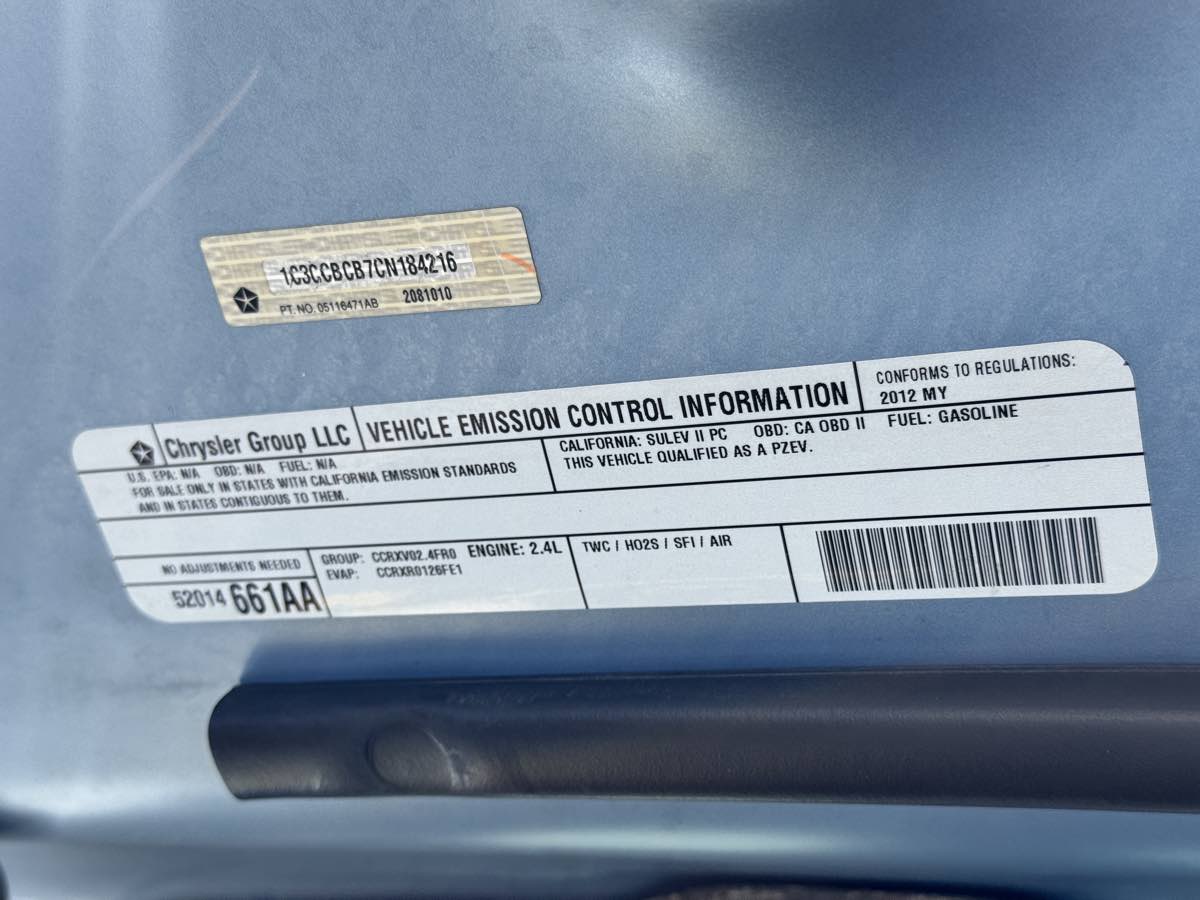 1C3CCBCB7CN184216
PT. NO. 05116471AB 2081010
Chrysler Group LLC
VEHICLE EMISSION CONTROL INFORMATION
CONFORMS TO REGULATIONS:
2012 MY
U.S. EPA: N/A OBD: N/A FUEL: N/A
FOR SALE ONLY IN STATES WITH CALIFORNIA EMISSION STANDARDS
AND IN STATES CONTIGUOUS TO THEM.
CALIFORNIA: SULEV II PC OBD: CA OBD II FUEL: GASOLINE
THIS VEHICLE QUALIFIED AS A PZEV.
NO ADJUSTMENTS NEEDED
52014 661AA
GROUP: CCRXV02.4FR0 ENGINE: 2.4L
EVAP: CCRXR0126FE1
TWC / HO2S / SFI / AIR